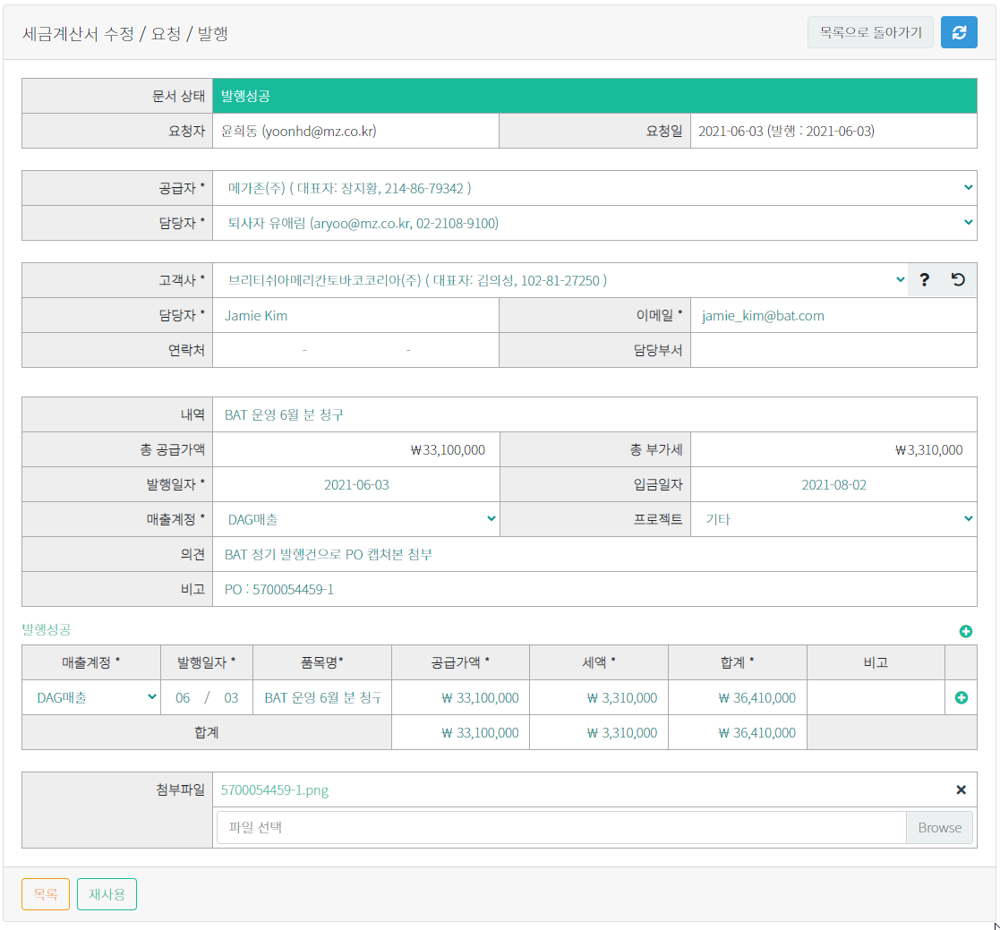 세금계산서 수정 / 요청 / 발행
목록으로 돌아가기
문서 상태 발행성공
요청자 윤희동 (yoonhd@mz.co.kr) 요청일 2021-06-03 (발행 : 2021-06-03)
공급자 * 메가존(주) ( 대표자: 장지황, 214-86-79342 )
담당자 * 퇴사자 유애림 (aryoo@mz.co.kr, 02-2108-9100)
고객사 * 브리티쉬아메리칸토바코코리아(주) ( 대표자: 김의성, 102-81-27250 ) ?
담당자 * Jamie Kim 이메일 * jamie_kim@bat.com
연락처 - - 담당부서
내역 BAT 운영 6월 분 청구
총 공급가액 ₩33,100,000 총 부가세 ₩3,310,000
발행일자 * 2021-06-03 입금일자 2021-08-02
매출계정 * DAG매출 프로젝트 기타
의견 BAT 정기 발행건으로 PO 캡처본 첨부
비고 PO : 5700054459-1
발행성공
매출계정 * 발행일자 * 품목명* 공급가액 * 세액 * 합계 * 비고
DAG매출 06 / 03 BAT 운영 6월 분 청구 ₩ 33,100,000 ₩ 3,310,000 ₩ 36,410,000
합계 ₩ 33,100,000 ₩ 3,310,000 ₩ 36,410,000
첨부파일 5700054459-1.png
파일 선택 Browse
목록 재사용